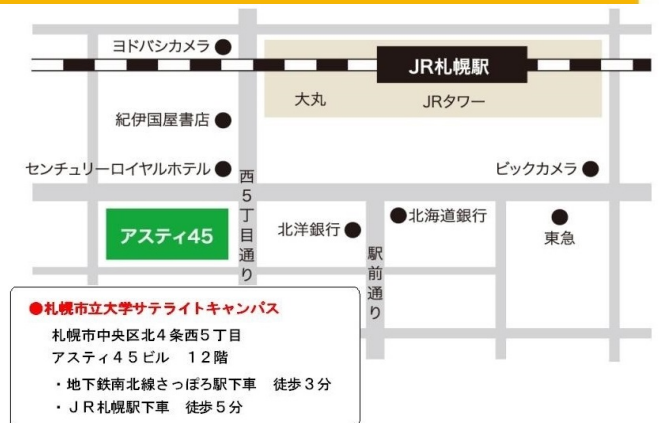 ヨドバシカメラ
JR札幌駅
大丸
JRタワー
紀伊国屋書店
センチュリーロイヤルホテル
ビックカメラ
西5丁目通り
アスティ45
北洋銀行
北海道銀行
東急
駅前通り
●札幌市立大学サテライトキャンパス
札幌市中央区北4条西5丁目
アスティ45ビル 12階
・地下鉄南北線さっぽろ駅下車 徒歩3分
・JR札幌駅下車 徒歩5分